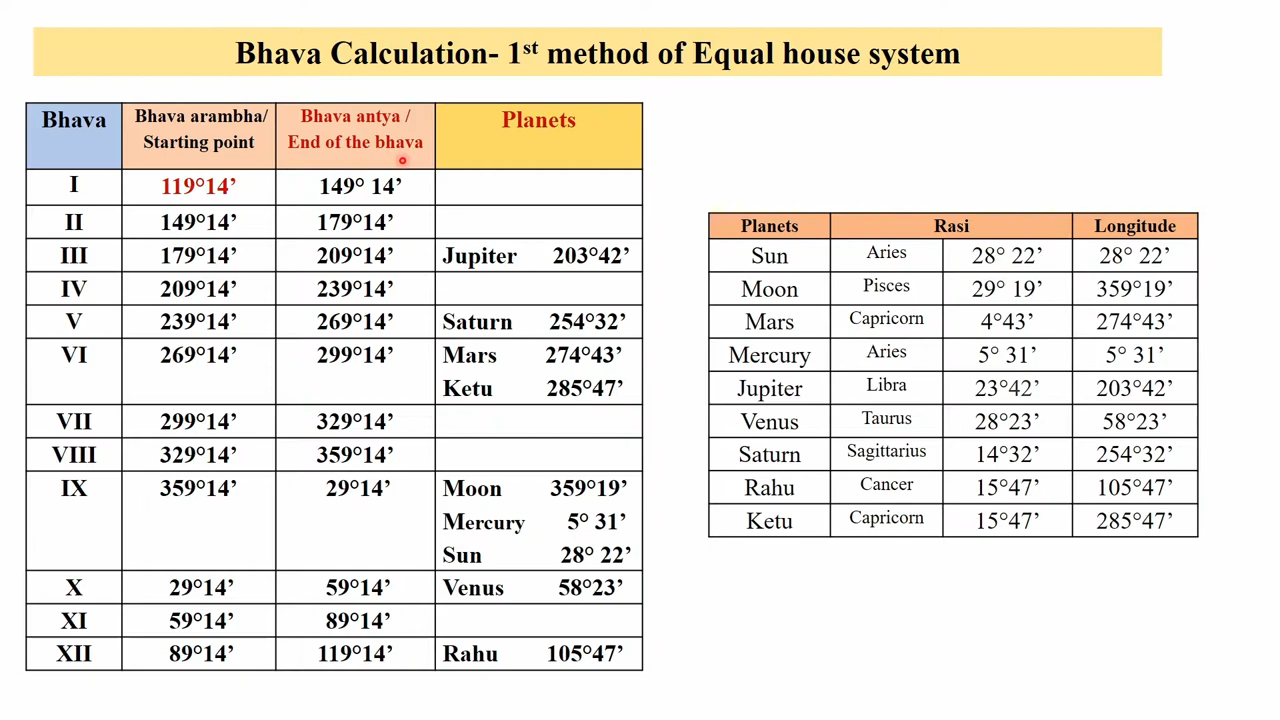 Bhava Calculation- 1st method of Equal house system
Bhava Bhava arambha/ Starting point Bhava antya / End of the bhava Planets
I 119°14’ 149° 14’
II 149°14’ 179°14’
III 179°14’ 209°14’ Jupiter 203°42’
IV 209°14’ 239°14’
V 239°14’ 269°14’ Saturn 254°32’
VI 269°14’ 299°14’ Mars 274°43’
Ketu 285°47’
VII 299°14’ 329°14’
VIII 329°14’ 359°14’
IX 359°14’ 29°14’ Moon 359°19’
Mercury 5° 31’
Sun 28° 22’
X 29°14’ 59°14’ Venus 58°23’
XI 59°14’ 89°14’
XII 89°14’ 119°14’ Rahu 105°47’
Planets Rasi Longitude
Sun Aries 28° 22’ 28° 22’
Moon Pisces 29° 19’ 359°19’
Mars Capricorn 4°43’ 274°43’
Mercury Aries 5° 31’ 5° 31’
Jupiter Libra 23°42’ 203°42’
Venus Taurus 28°23’ 58°23’
Saturn Sagittarius 14°32’ 254°32’
Rahu Cancer 15°47’ 105°47’
Ketu Capricorn 15°47’ 285°47’